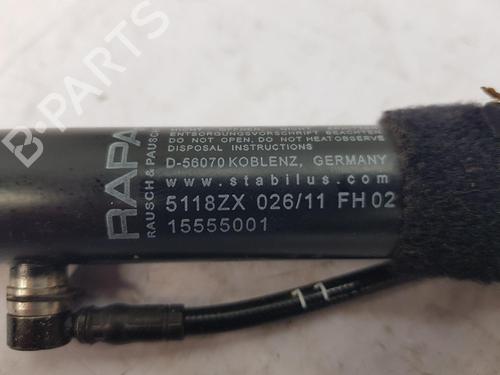 RAPA
RAUSCH & PAUSCH
ENTSORGUNGSVORSCHRIFT BEACHTEN
DO NOT OPEN. DO NOT HEAT OBSERVE
DISPOSAL INSTRUCTIONS
D-56070 KOBLENZ, GERMANY
www.stabilus.com
5118ZX 026/11 FH 02
15555001
11